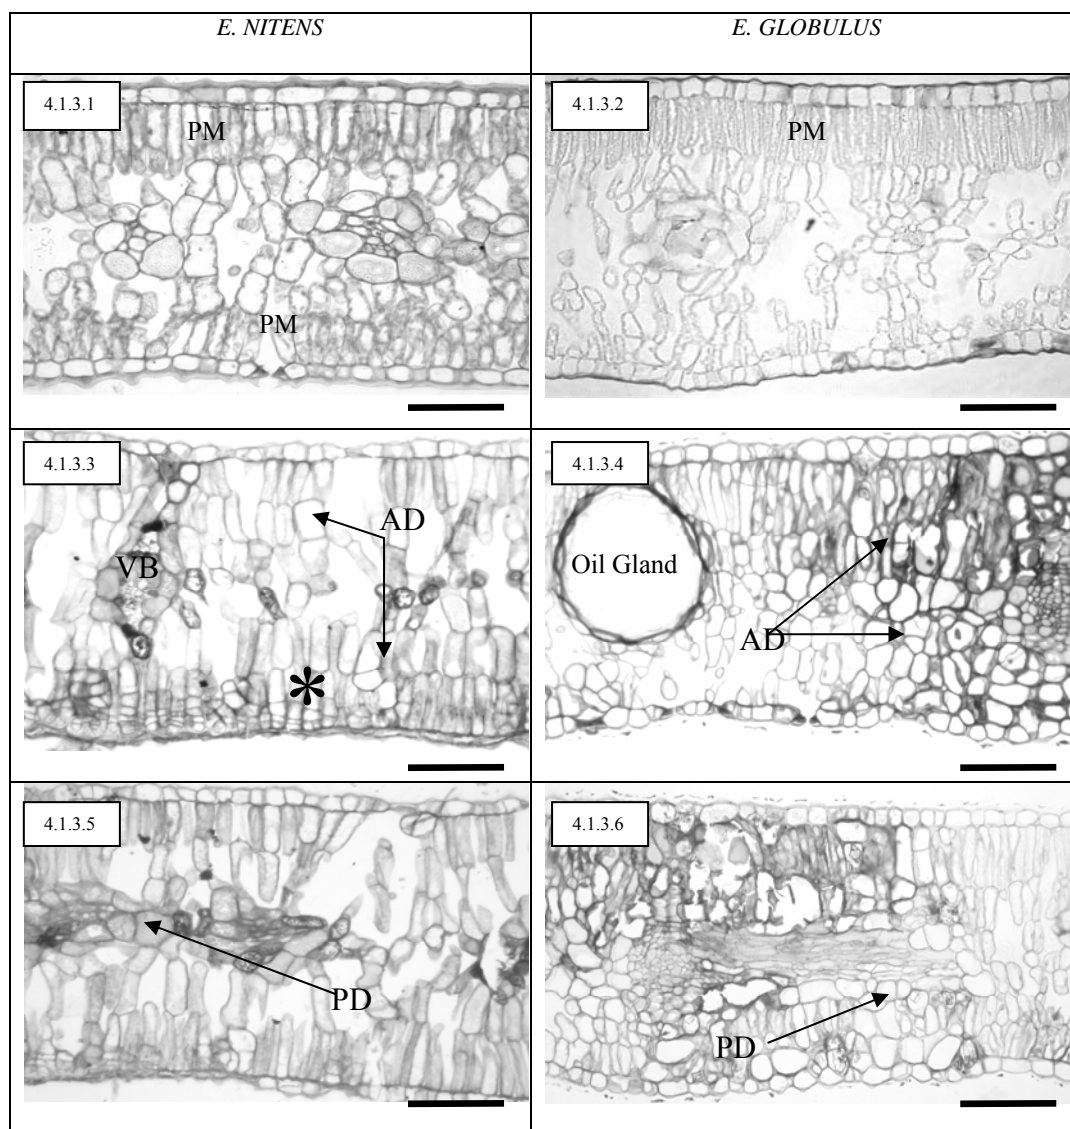 E. NITENS
E. GLOBULUS
4.1.3.1
PM
PM
4.1.3.2
PM
4.1.3.3
AD
VB
*
4.1.3.4
Oil Gland
AD
4.1.3.5
PD
4.1.3.6
PD